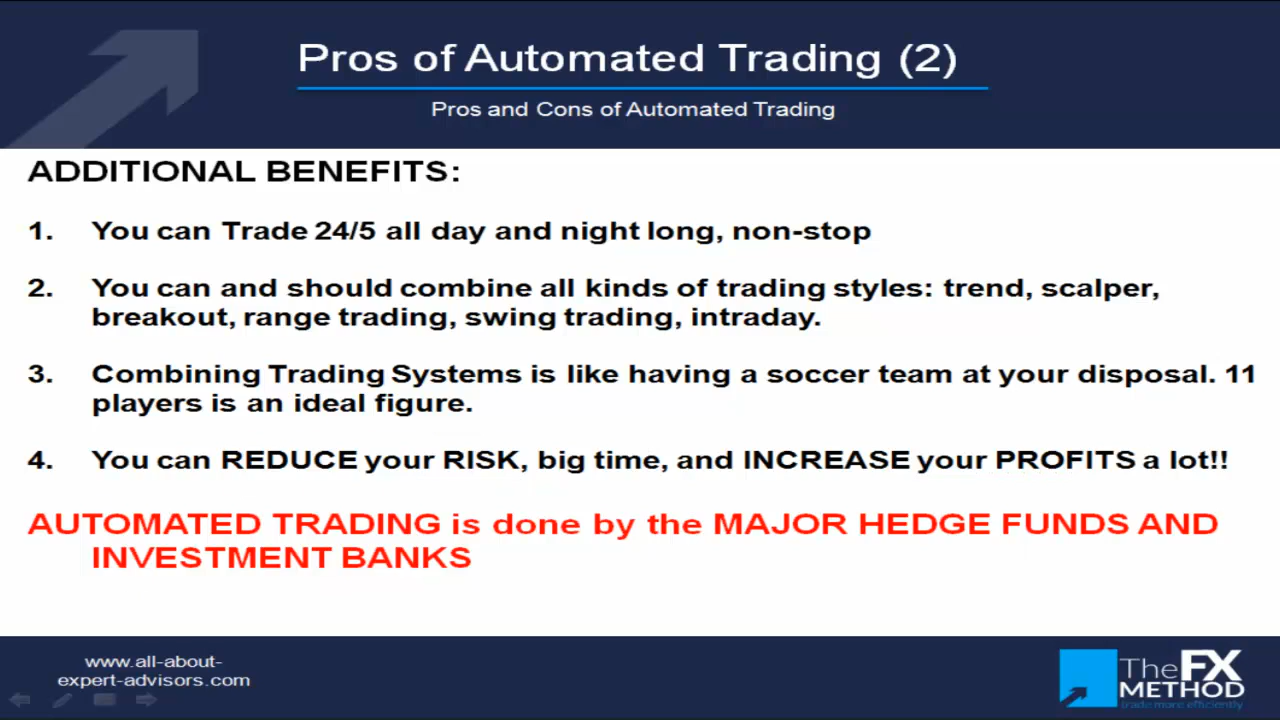 Pros of Automated Trading (2)
Pros and Cons of Automated Trading
ADDITIONAL BENEFITS:
1. You can Trade 24/5 all day and night long, non-stop
2. You can and should combine all kinds of trading styles: trend, scalper,
breakout, range trading, swing trading, intraday.
3. Combining Trading Systems is like having a soccer team at your disposal. 11
players is an ideal figure.
4. You can REDUCE your RISK, big time, and INCREASE your PROFITS a lot!!
AUTOMATED TRADING is done by the MAJOR HEDGE FUNDS AND
INVESTMENT BANKS
www.all-about-
expert-advisors.com
The FX
METHOD
trade more efficiently